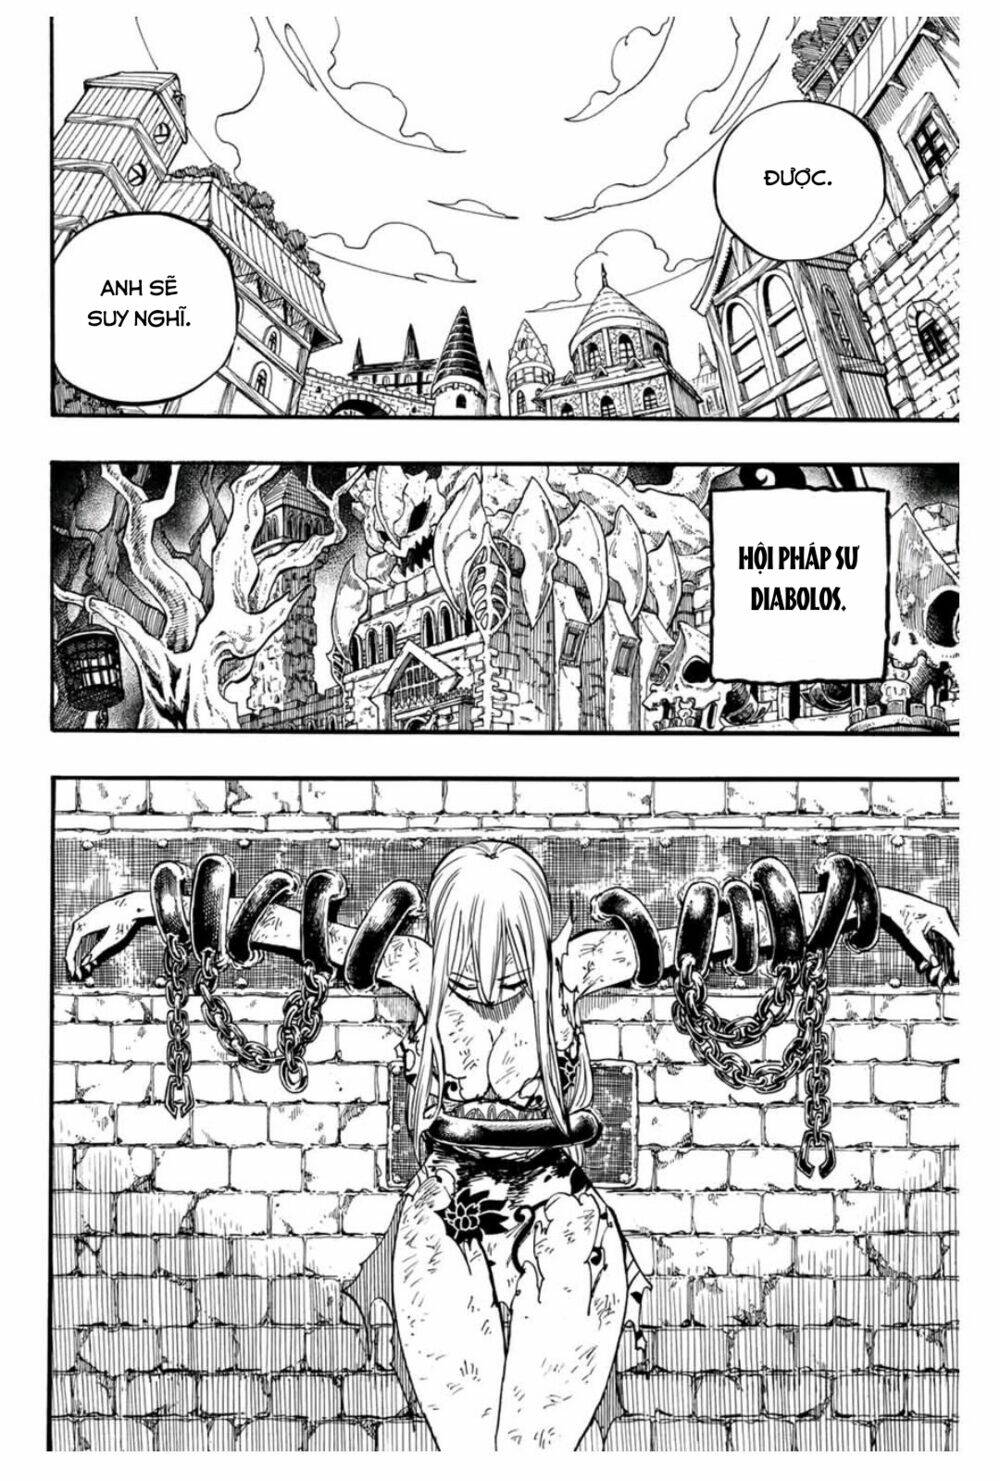 ĐƯỢC.
ANH SẼ
SUY NGHĨ.
HỘI PHÁP SƯ
DIABOLOS.